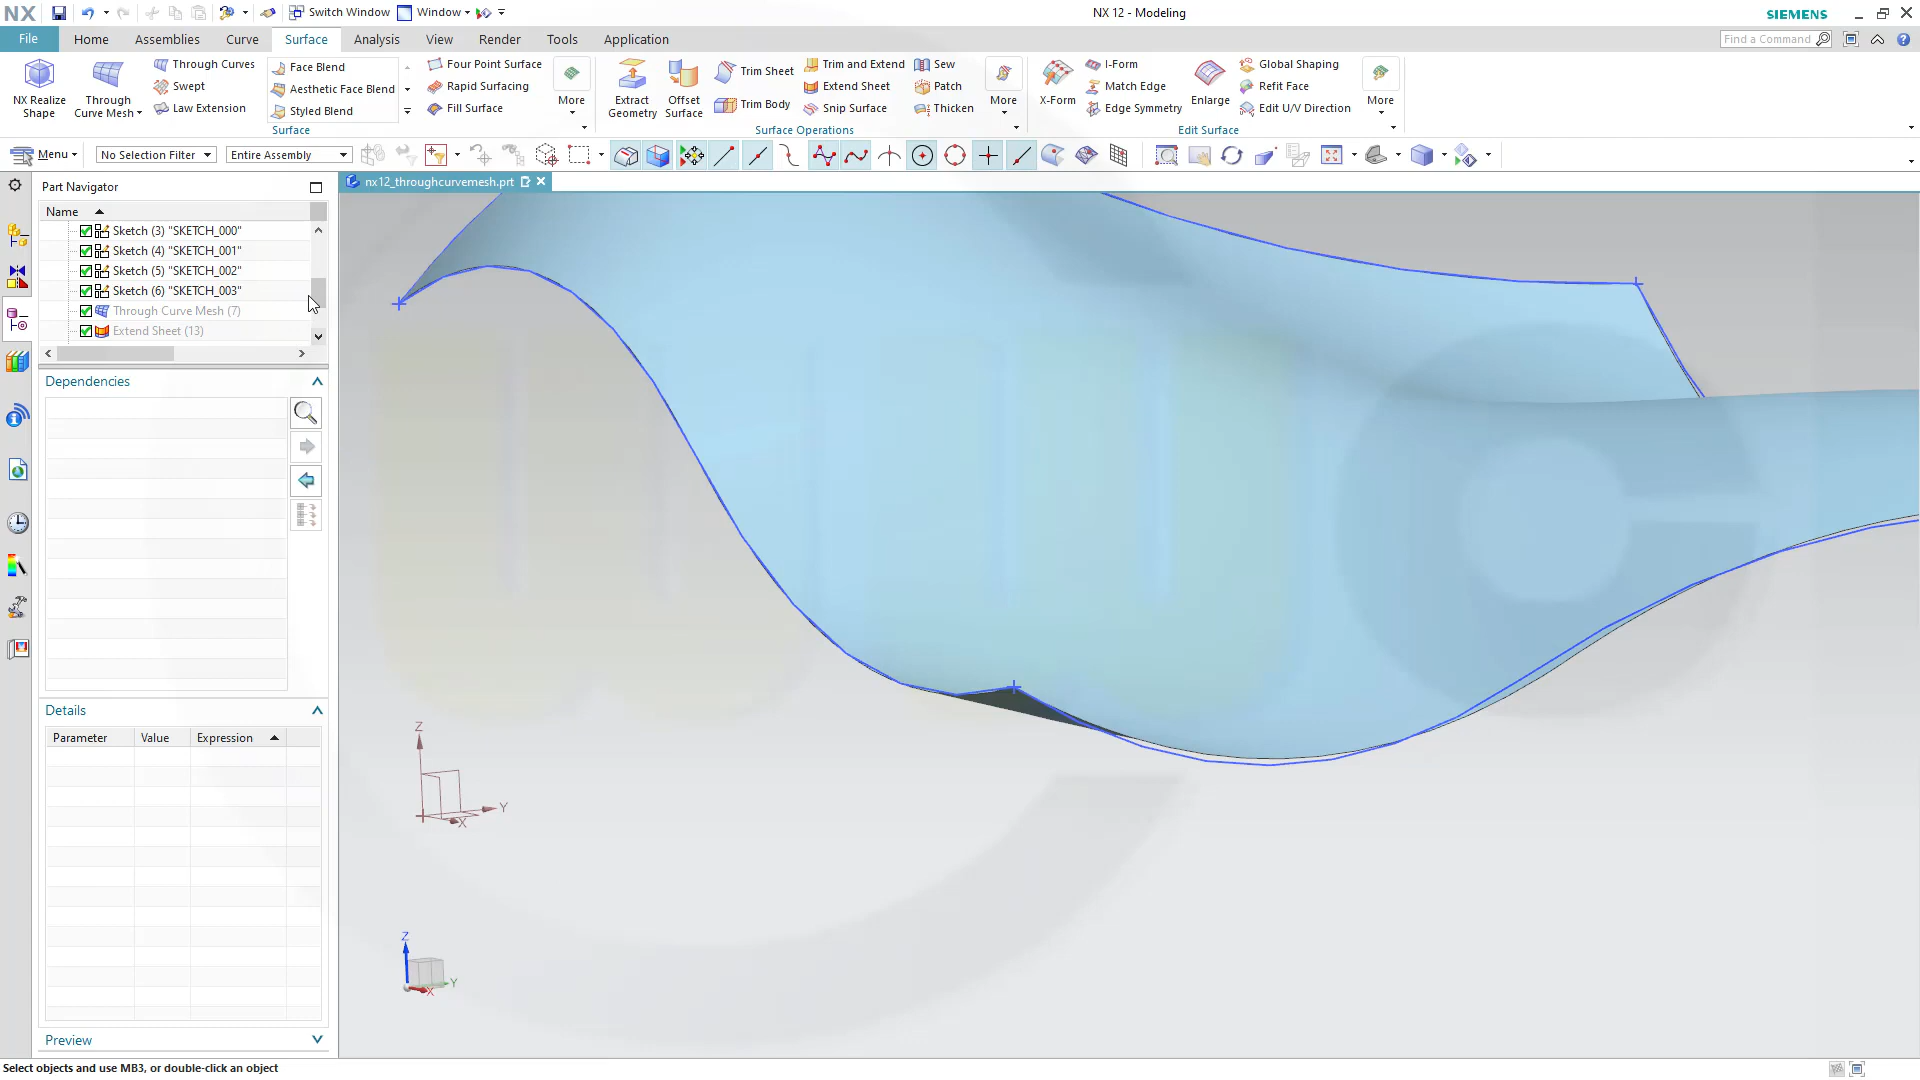 NX Switch Window Window NX 12 - Modeling SIEMENS
File Home Assemblies Curve Surface Analysis View Render Tools Application Find a Command
NX Realize Shape
Through Curve Mesh
Through Curves
Swept
Law Extension
Face Blend
Aesthetic Face Blend
Styled Blend
Four Point Surface
Rapid Surfacing
Fill Surface
More
Surface
Extract Geometry
Offset Surface
Trim Sheet
Trim Body
Trim and Extend
Extend Sheet
Snip Surface
Sew
Patch
Thicken
More
Surface Operations
X-Form
I-Form
Match Edge
Edge Symmetry
Enlarge
Global Shaping
Refit Face
Edit U/V Direction
More
Edit Surface
Menu No Selection Filter Entire Assembly
Part Navigator
nx12_throughcurvemesh.prt
Name
Sketch (3) "SKETCH_000"
Sketch (4) "SKETCH_001"
Sketch (5) "SKETCH_002"
Sketch (6) "SKETCH_003"
Through Curve Mesh (7)
Extend Sheet (13)
Dependencies
Details
Parameter Value Expression
Preview
Z
Y
X
Z
Y
X
Select objects and use MB3, or double-click an object